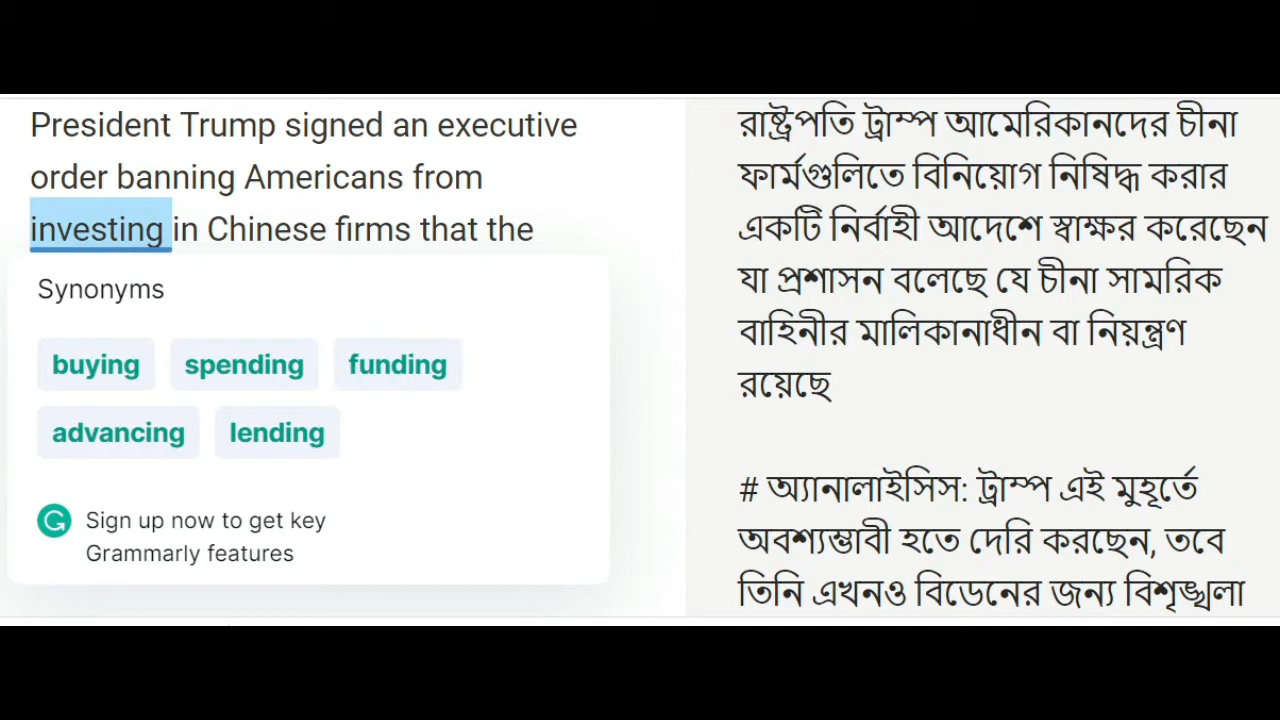 President Trump signed an executive
order banning Americans from
investing in Chinese firms that the
Synonyms
buying spending funding
advancing lending
Sign up now to get key
Grammarly features
রাষ্ট্রপতি ট্রাম্প আমেরিকানদের চীনা
ফার্মগুলিতে বিনিয়োগ নিষিদ্ধ করার
একটি নির্বাহী আদেশে স্বাক্ষর করেছেন
যা প্রশাসন বলেছে যে চীনা সামরিক
বাহিনীর মালিকানাধীন বা নিয়ন্ত্রণ
রয়েছে
# অ্যানালাইসিস: ট্রাম্প এই মুহূর্তে
অবশ্যম্ভাবী হতে দেরি করছেন, তবে
তিনি এখনও বিডেনের জন্য বিশৃঙ্খলা